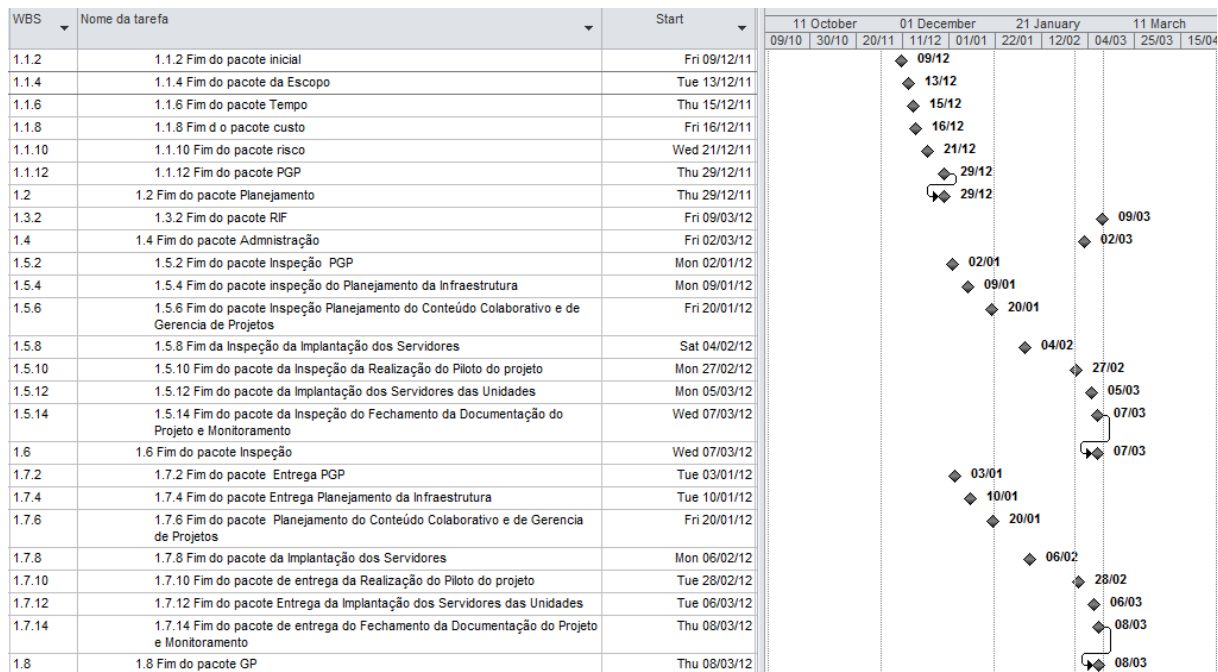 WBS Nome da tarefa Start 11 October 01 December 21 January 11 March
09/10 30/10 20/11 11/12 01/01 22/01 12/02 04/03 25/03 15/04
1.1.2 1.1.2 Fim do pacote inicial Fri 09/12/11 09/12
1.1.4 1.1.4 Fim do pacote da Escopo Tue 13/12/11 13/12
1.1.6 1.1.6 Fim do pacote Tempo Thu 15/12/11 15/12
1.1.8 1.1.8 Fim d o pacote custo Fri 16/12/11 16/12
1.1.10 1.1.10 Fim do pacote risco Wed 21/12/11 21/12
1.1.12 1.1.12 Fim do pacote PGP Thu 29/12/11 29/12
1.2 1.2 Fim do pacote Planejamento Thu 29/12/11 29/12
1.3.2 1.3.2 Fim do pacote RIF Fri 09/03/12 09/03
1.4 1.4 Fim do pacote Admnistração Fri 02/03/12 02/03
1.5.2 1.5.2 Fim do pacote Inspeção PGP Mon 02/01/12 02/01
1.5.4 1.5.4 Fim do pacote inspeção do Planejamento da Infraestrutura Mon 09/01/12 09/01
1.5.6 1.5.6 Fim do pacote Inspeção Planejamento do Conteúdo Colaborativo e de Fri 20/01/12 20/01
Gerencia de Projetos
1.5.8 1.5.8 Fim da Inspeção da Implantação dos Servidores Sat 04/02/12 04/02
1.5.10 1.5.10 Fim do pacote da Inspeção da Realização do Piloto do projeto Mon 27/02/12 27/02
1.5.12 1.5.12 Fim do pacote da Implantação dos Servidores das Unidades Mon 05/03/12 05/03
1.5.14 1.5.14 Fim do pacote da Inspeção do Fechamento da Documentação do Wed 07/03/12 07/03
Projeto e Monitoramento
1.6 1.6 Fim do pacote Inspeção Wed 07/03/12 07/03
1.7.2 1.7.2 Fim do pacote Entrega PGP Tue 03/01/12 03/01
1.7.4 1.7.4 Fim do pacote Entrega Planejamento da Infraestrutura Tue 10/01/12 10/01
1.7.6 1.7.6 Fim do pacote Planejamento do Conteúdo Colaborativo e de Gerencia Fri 20/01/12 20/01
de Projetos
1.7.8 1.7.8 Fim do pacote da Implantação dos Servidores Mon 06/02/12 06/02
1.7.10 1.7.10 Fim do pacote de entrega da Realização do Piloto do projeto Tue 28/02/12 28/02
1.7.12 1.7.12 Fim do pacote Entrega da Implantação dos Servidores das Unidades Tue 06/03/12 06/03
1.7.14 1.7.14 Fim do pacote de entrega do Fechamento da Documentação do Projeto Thu 08/03/12 08/03
e Monitoramento
1.8 1.8 Fim do pacote GP Thu 08/03/12 08/03